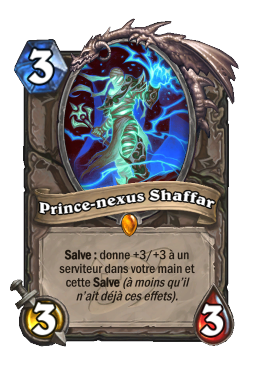 3
Prince-nexus Shaffar
Salve : donne +3/+3 à un
serviteur dans votre main et
cette Salve (à moins qu'il
n'ait déjà ces effets).
3
3